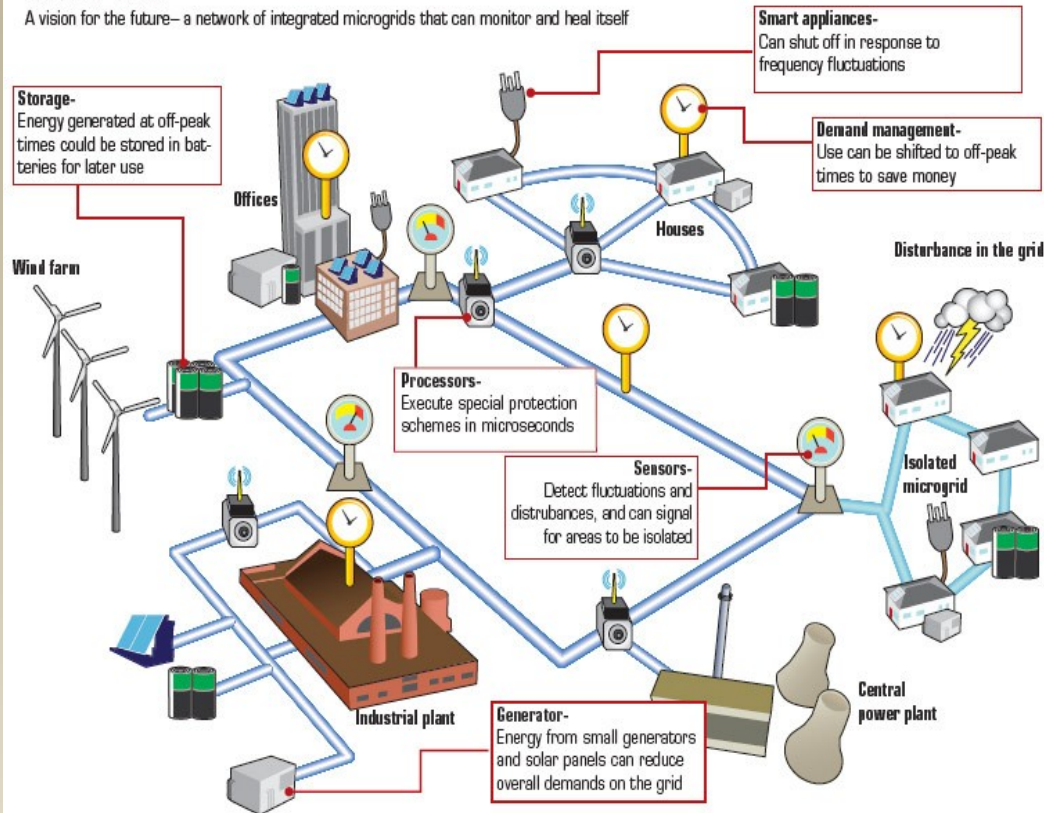 A vision for the future– a network of integrated microgrids that can monitor and heal itself
Smart appliances-
Can shut off in response to
frequency fluctuations
Storage-
Energy generated at off-peak
times could be stored in bat-
teries for later use
Demand management-
Use can be shifted to off-peak
times to save money
Offices
Houses
Wind farm
Disturbance in the grid
Processors-
Execute special protection
schemes in microseconds
Sensors-
Detect fluctuations and
distrubances, and can signal
for areas to be isolated
Isolated
microgrid
Industrial plant
Generator-
Energy from small generators
and solar panels can reduce
overall demands on the grid
Central
power plant